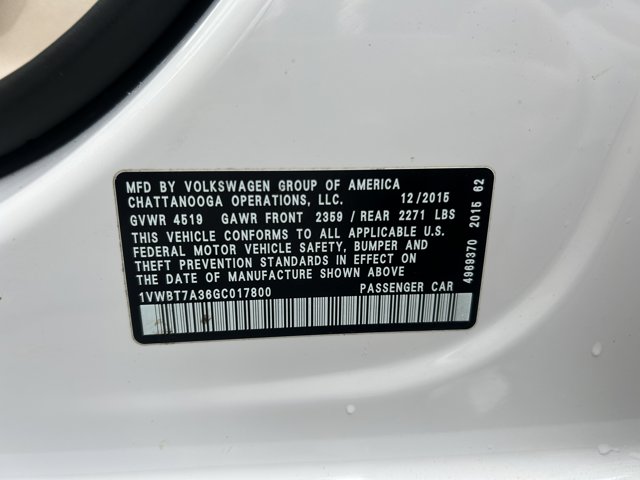 MFD BY VOLKSWAGEN GROUP OF AMERICA
CHATTANOOGA OPERATIONS, LLC. 12/2015
GVWR 4519 GAWR FRONT 2359 / REAR 2271 LBS
THIS VEHICLE CONFORMS TO ALL APPLICABLE U.S.
FEDERAL MOTOR VEHICLE SAFETY, BUMPER AND
THEFT PREVENTION STANDARDS IN EFFECT ON
THE DATE OF MANUFACTURE SHOWN ABOVE
1VWBT7A36GC017800 PASSENGER CAR
4969370 2015 62